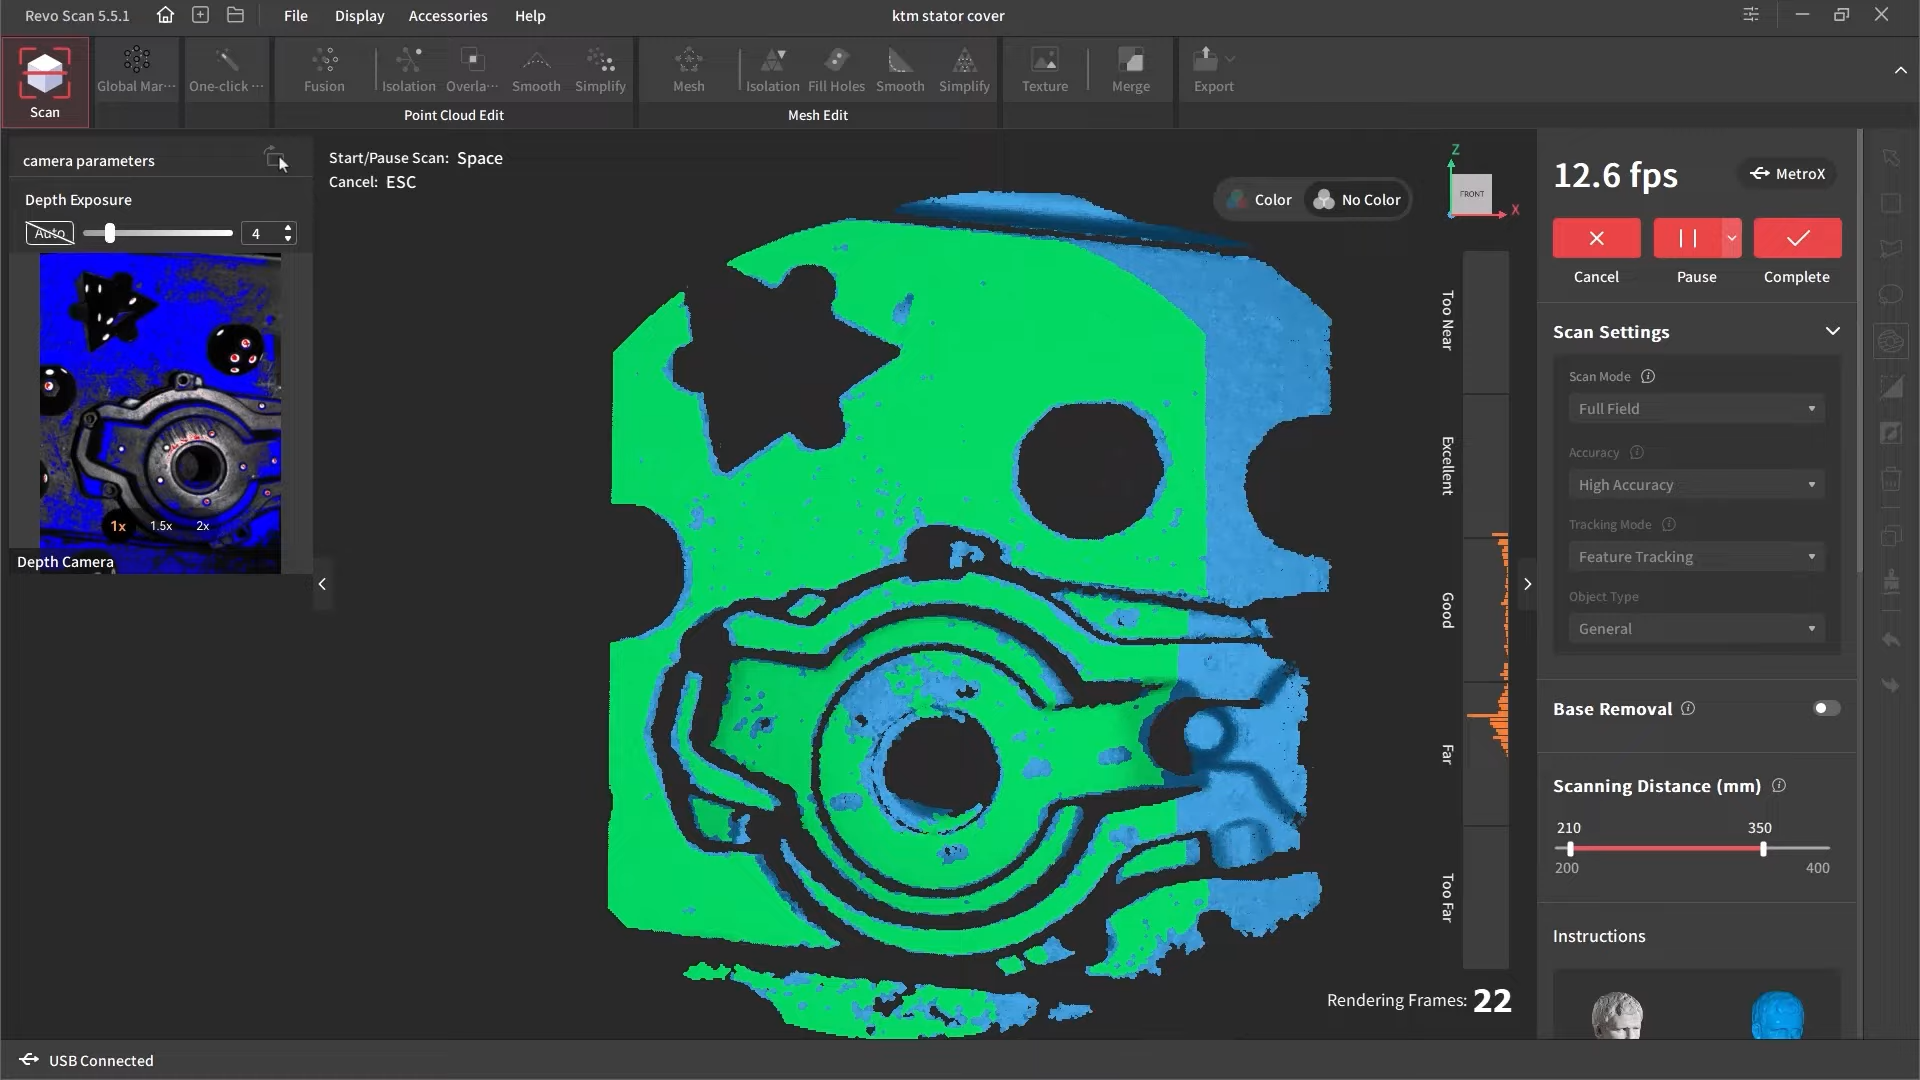 Revo Scan 5.5.1
File
Display
Accessories
Help
ktm stator cover
Scan
Global Mar···
One-click ···
Fusion
Isolation
Overla···
Smooth
Simplify
Point Cloud Edit
Mesh
Isolation
Fill Holes
Smooth
Simplify
Mesh Edit
Texture
Merge
Export
camera parameters
Depth Exposure
Auto
4
1x
1.5x
2x
Depth Camera
Start/Pause Scan: Space
Cancel: ESC
Color
No Color
Z
FRONT
X
Too Near
Excellent
Good
Far
Too Far
Rendering Frames: 22
12.6 fps
MetroX
Cancel
Pause
Complete
Scan Settings
Scan Mode
Full Field
Accuracy
High Accuracy
Tracking Mode
Feature Tracking
Object Type
General
Base Removal
Scanning Distance (mm)
210
350
200
400
Instructions
USB Connected